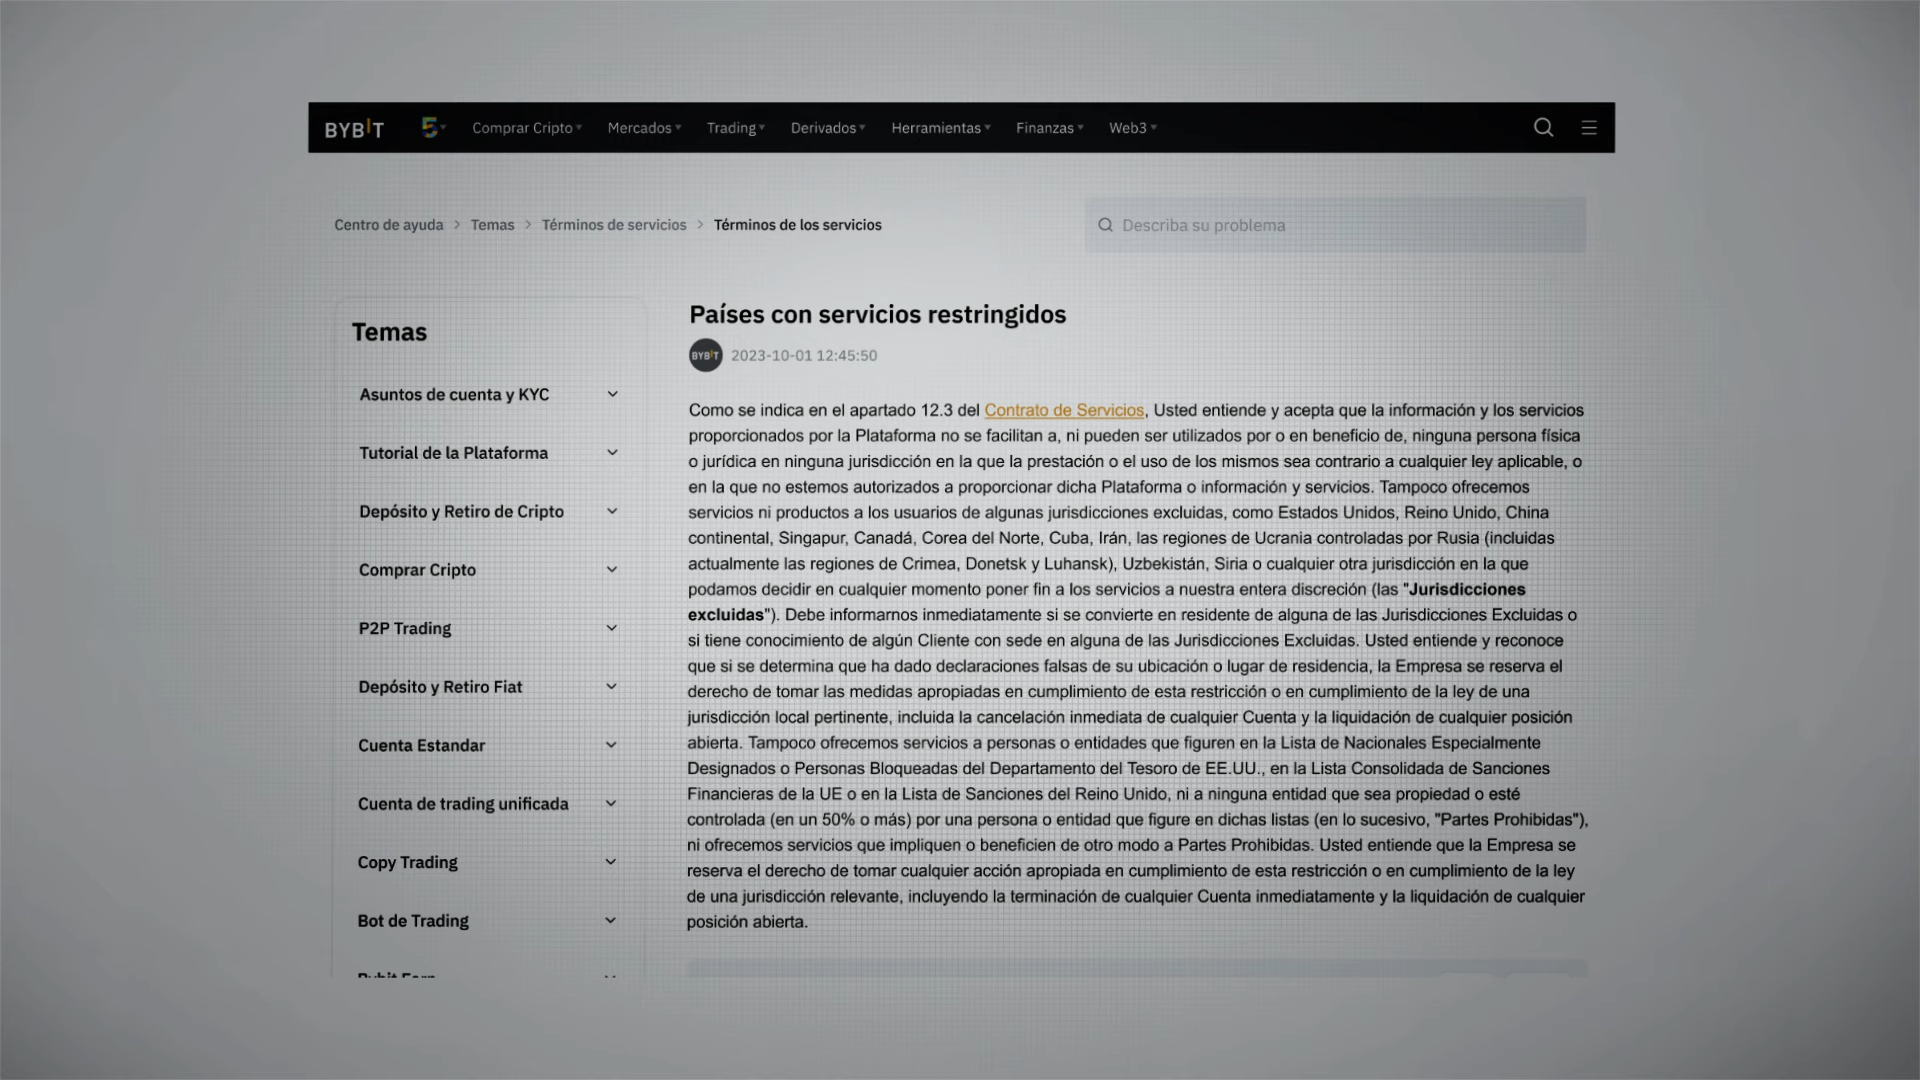 BYBIT
Comprar Cripto
Mercados
Trading
Derivados
Herramientas
Finanzas
Web3
Centro de ayuda > Temas > Términos de servicios > Términos de los servicios
Describa su problema
Temas
Asuntos de cuenta y KYC
Tutorial de la Plataforma
Depósito y Retiro de Cripto
Comprar Cripto
P2P Trading
Depósito y Retiro Fiat
Cuenta Estandar
Cuenta de trading unificada
Copy Trading
Bot de Trading
Países con servicios restringidos
BYBIT
2023-10-01 12:45:50
Como se indica en el apartado 12.3 del Contrato de Servicios, Usted entiende y acepta que la información y los servicios
proporcionados por la Plataforma no se facilitan a, ni pueden ser utilizados por o en beneficio de, ninguna persona física
o jurídica en ninguna jurisdicción en la que la prestación o el uso de los mismos sea contrario a cualquier ley aplicable, o
en la que no estemos autorizados a proporcionar dicha Plataforma o información y servicios. Tampoco ofrecemos
servicios ni productos a los usuarios de algunas jurisdicciones excluidas, como Estados Unidos, Reino Unido, China
continental, Singapur, Canadá, Corea del Norte, Cuba, Irán, las regiones de Ucrania controladas por Rusia (incluidas
actualmente las regiones de Crimea, Donetsk y Luhansk), Uzbekistán, Siria o cualquier otra jurisdicción en la que
podamos decidir en cualquier momento poner fin a los servicios a nuestra entera discreción (las "Jurisdicciones
excluidas"). Debe informarnos inmediatamente si se convierte en residente de alguna de las Jurisdicciones Excluidas o
si tiene conocimiento de algún Cliente con sede en alguna de las Jurisdicciones Excluidas. Usted entiende y reconoce
que si se determina que ha dado declaraciones falsas de su ubicación o lugar de residencia, la Empresa se reserva el
derecho de tomar las medidas apropiadas en cumplimiento de esta restricción o en cumplimiento de la ley de una
jurisdicción local pertinente, incluida la cancelación inmediata de cualquier Cuenta y la liquidación de cualquier posición
abierta. Tampoco ofrecemos servicios a personas o entidades que figuren en la Lista de Nacionales Especialmente
Designados o Personas Bloqueadas del Departamento del Tesoro de EE.UU., en la Lista Consolidada de Sanciones
Financieras de la UE o en la Lista de Sanciones del Reino Unido, ni a ninguna entidad que sea propiedad o esté
controlada (en un 50% o más) por una persona o entidad que figure en dichas listas (en lo sucesivo, "Partes Prohibidas"),
ni ofrecemos servicios que impliquen o beneficien de otro modo a Partes Prohibidas. Usted entiende que la Empresa se
reserva el derecho de tomar cualquier acción apropiada en cumplimiento de esta restricción o en cumplimiento de la ley
de una jurisdicción relevante, incluyendo la terminación de cualquier Cuenta inmediatamente y la liquidación de cualquier
posición abierta.